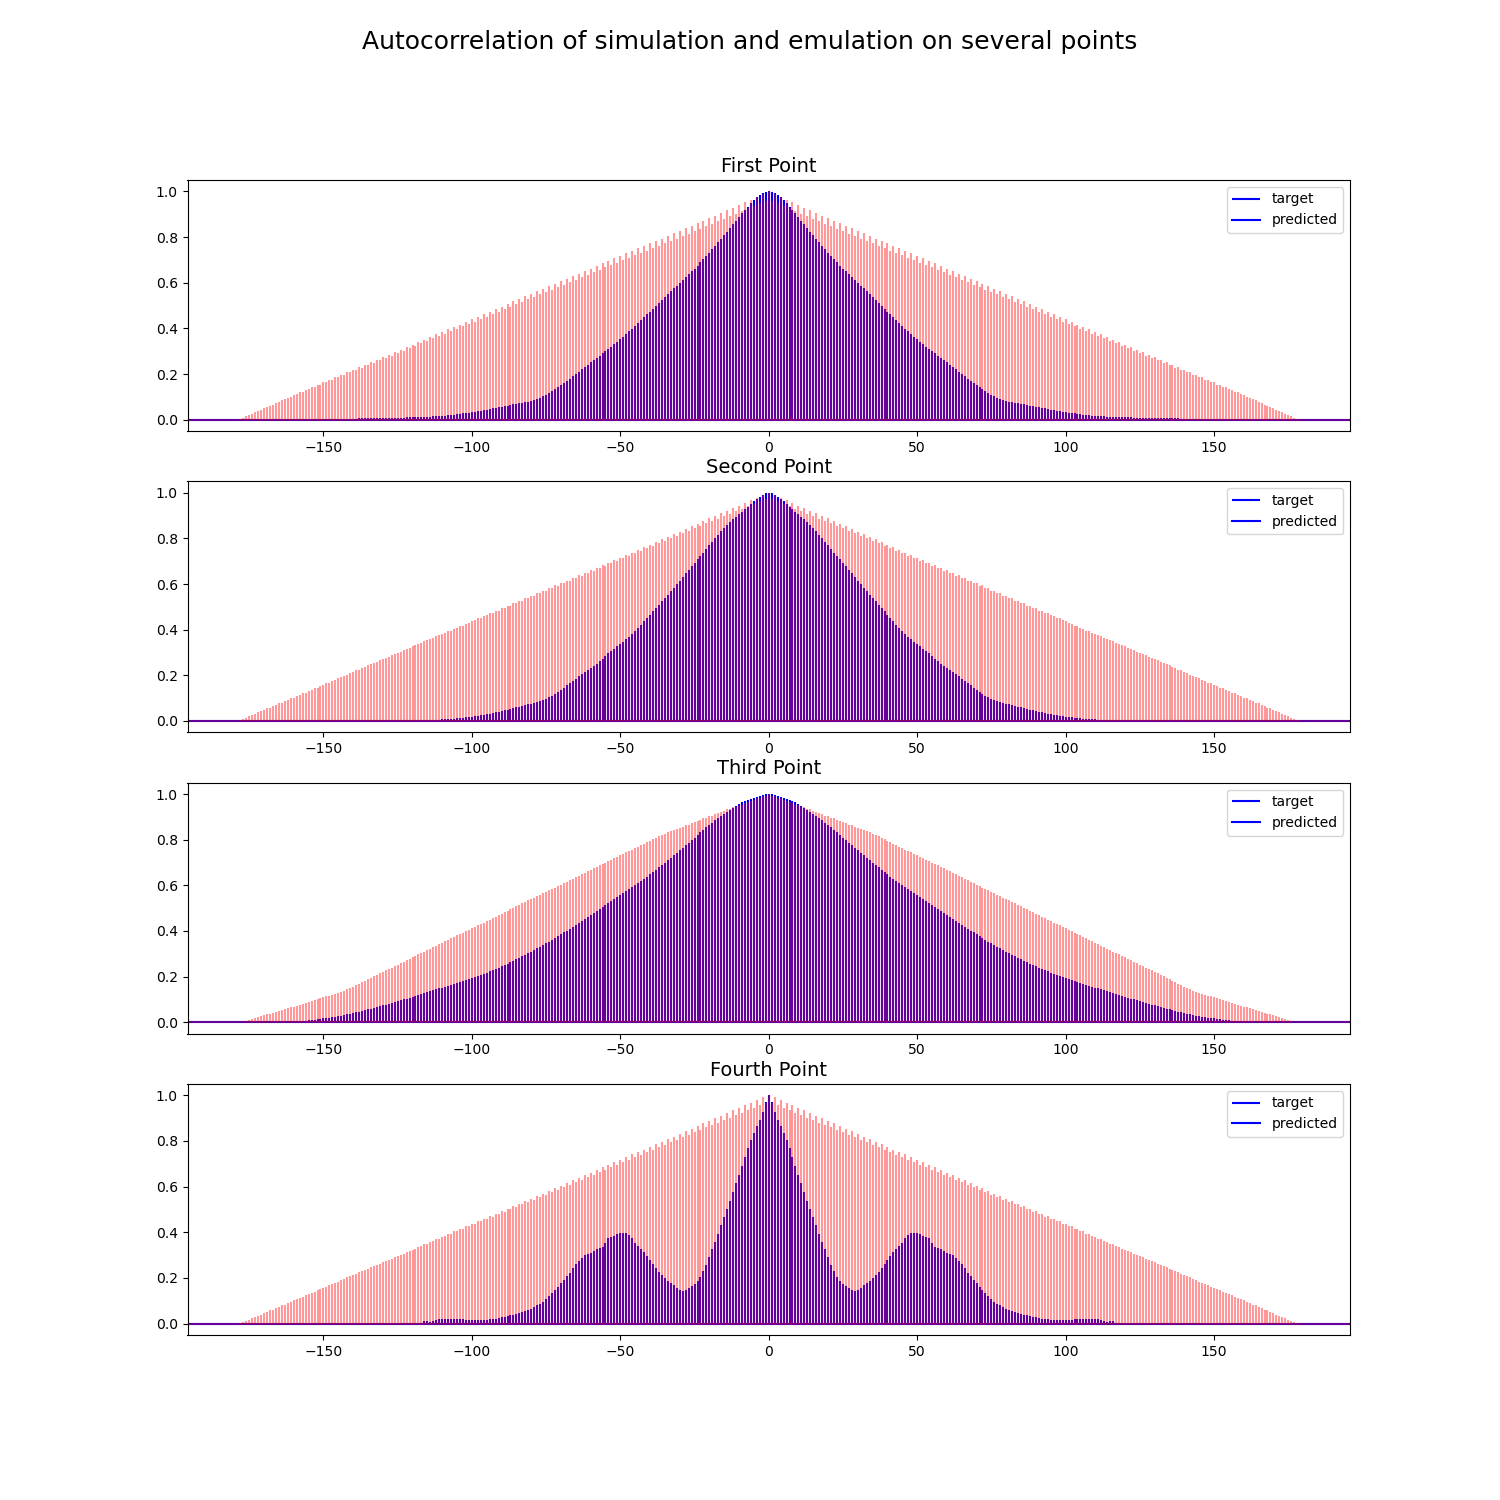 Autocorrelation of simulation and emulation on several points
First Point
1.0
0.8
0.6
0.4
0.2
0.0
target
predicted
−150 −100 −50 0 50 100 150
Second Point
1.0
0.8
0.6
0.4
0.2
0.0
target
predicted
−150 −100 −50 0 50 100 150
Third Point
1.0
0.8
0.6
0.4
0.2
0.0
target
predicted
−150 −100 −50 0 50 100 150
Fourth Point
1.0
0.8
0.6
0.4
0.2
0.0
target
predicted
−150 −100 −50 0 50 100 150